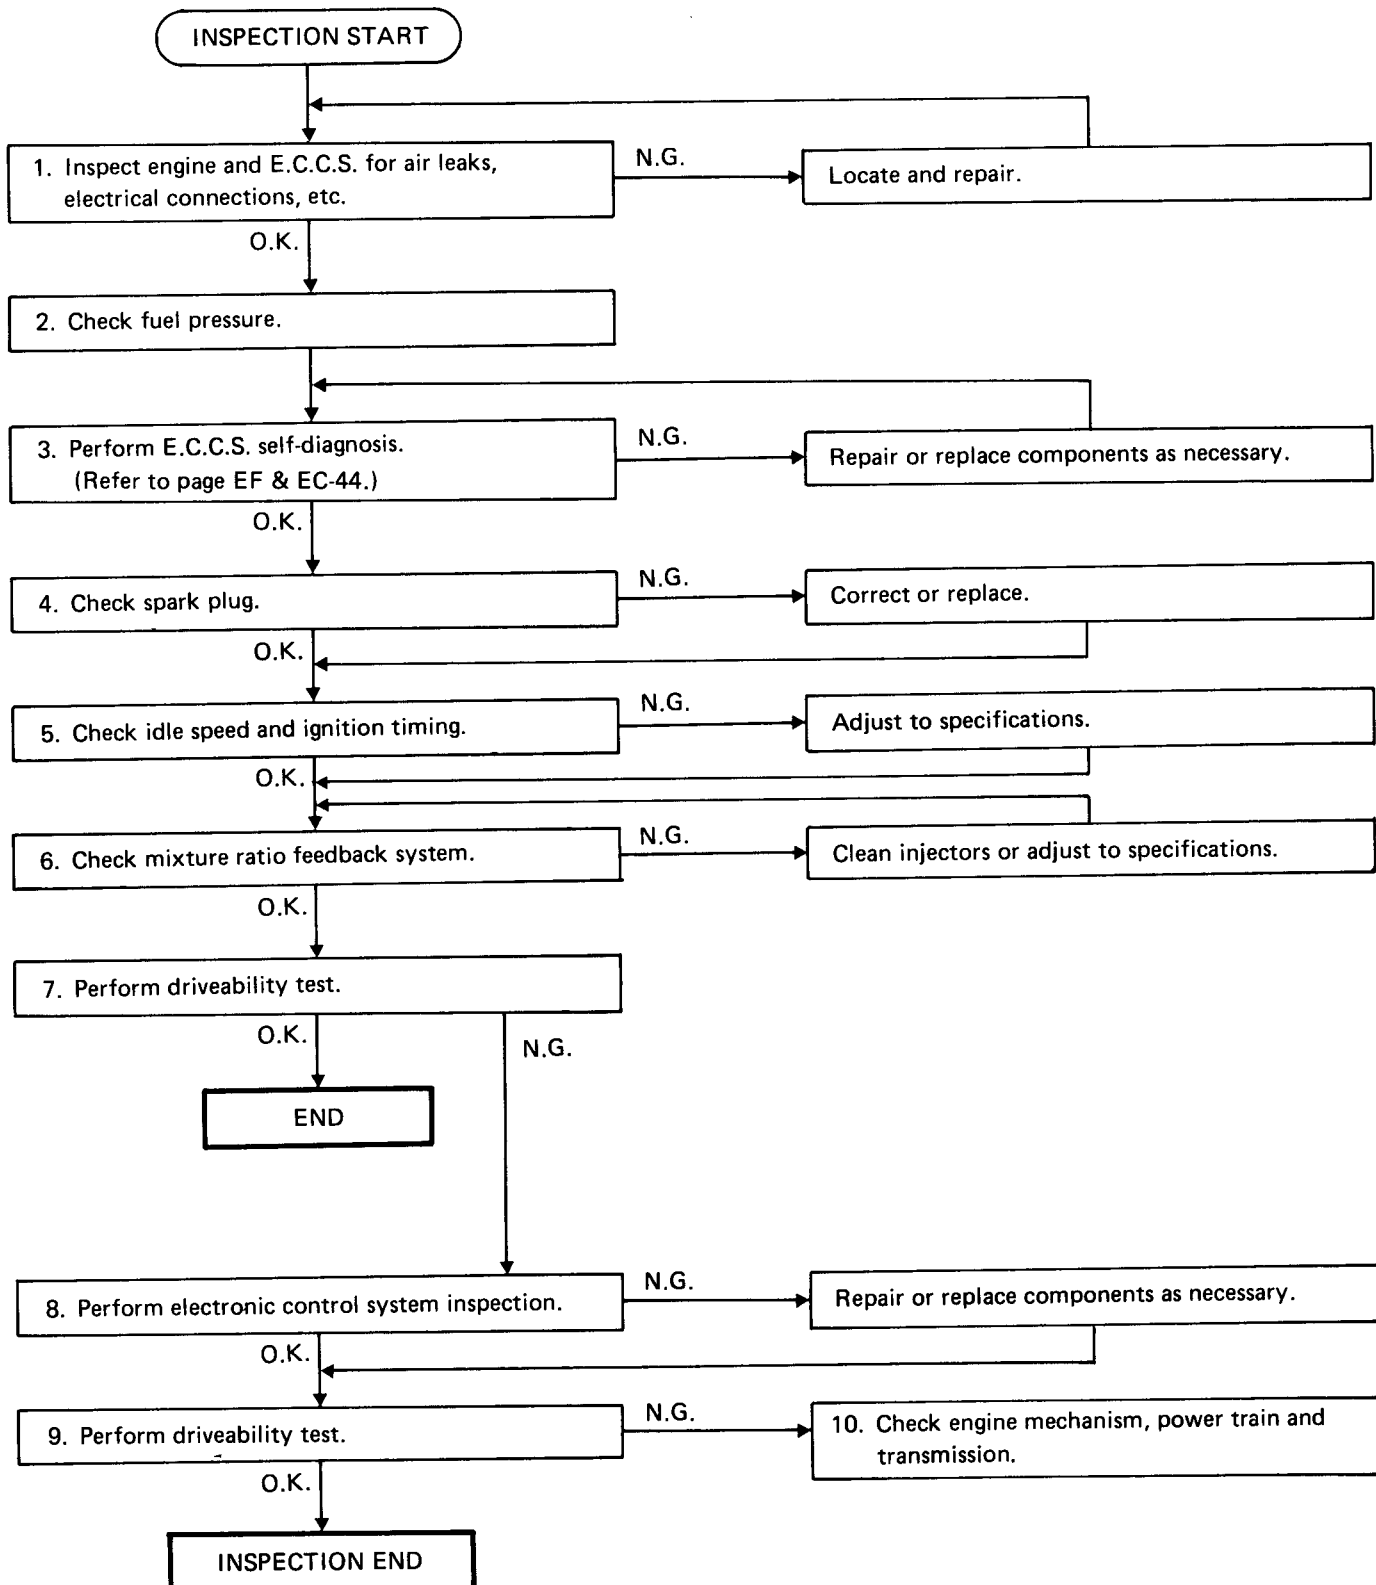 INSPECTION START
1. Inspect engine and E.C.C.S. for air leaks,
electrical connections, etc.
N.G.
Locate and repair.
O.K.
2. Check fuel pressure.
3. Perform E.C.C.S. self-diagnosis.
(Refer to page EF & EC-44.)
N.G.
Repair or replace components as necessary.
O.K.
4. Check spark plug.
N.G.
Correct or replace.
O.K.
5. Check idle speed and ignition timing.
N.G.
Adjust to specifications.
O.K.
6. Check mixture ratio feedback system.
N.G.
Clean injectors or adjust to specifications.
O.K.
7. Perform driveability test.
O.K.
N.G.
END
8. Perform electronic control system inspection.
N.G.
Repair or replace components as necessary.
O.K.
9. Perform driveability test.
N.G.
10. Check engine mechanism, power train and
transmission.
O.K.
INSPECTION END